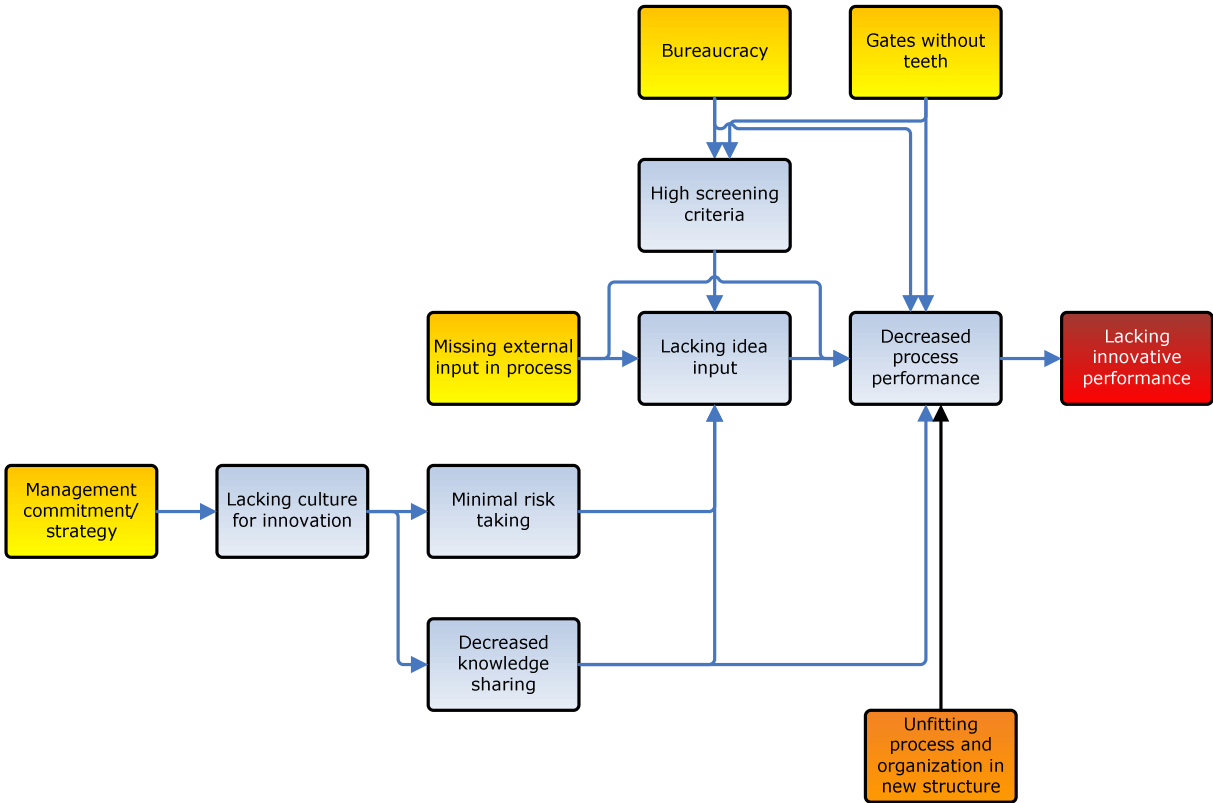 Bureaucracy
Gates without
teeth
High screening
criteria
Missing external
input in process
Lacking idea
input
Decreased
process
performance
Lacking
innovative
performance
Management
commitment/
strategy
Lacking culture
for innovation
Minimal risk
taking
Decreased
knowledge
sharing
Unfitting
process and
organization in
new structure